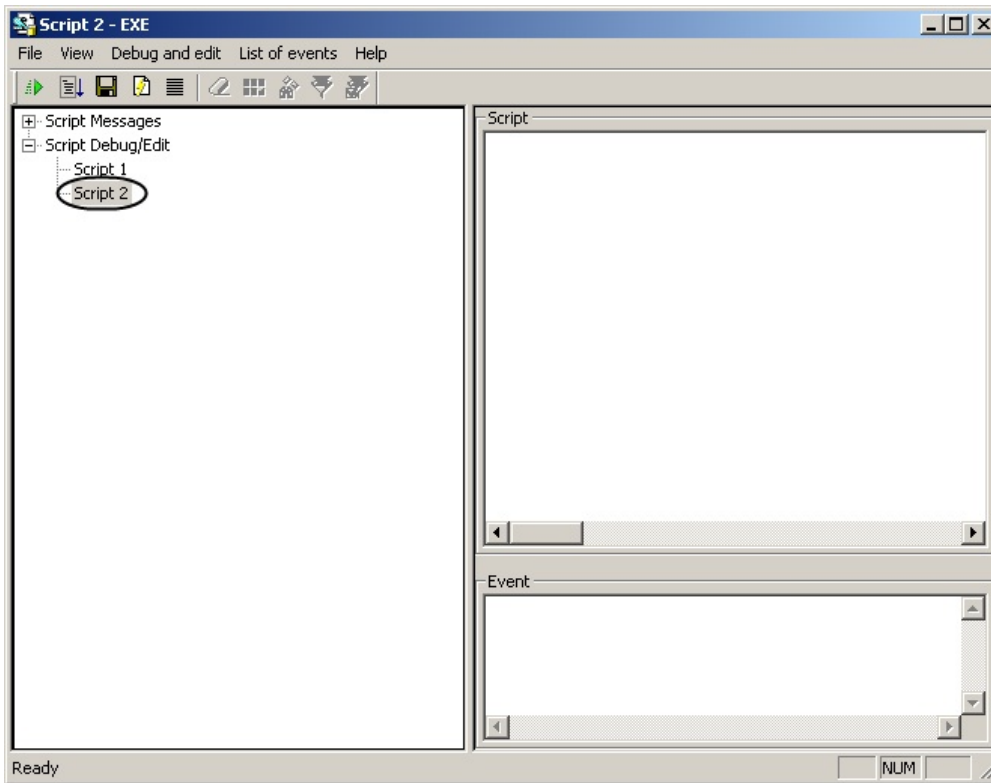 Script 2 - EXE
File View Debug and edit List of events Help
Script Messages
Script Debug/Edit
Script 1
Script 2
Script
Event
Ready
NUM